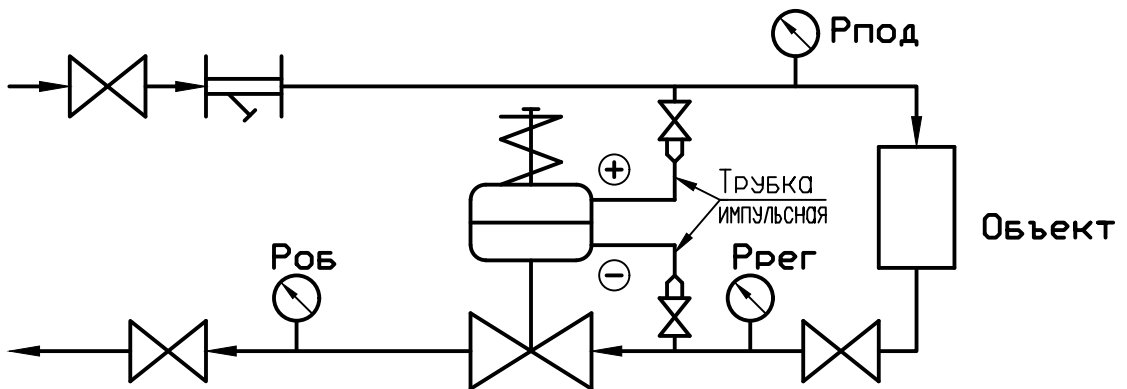 Рпод
+
Трубка
импульсная
Объект
Роб
−
Ррег